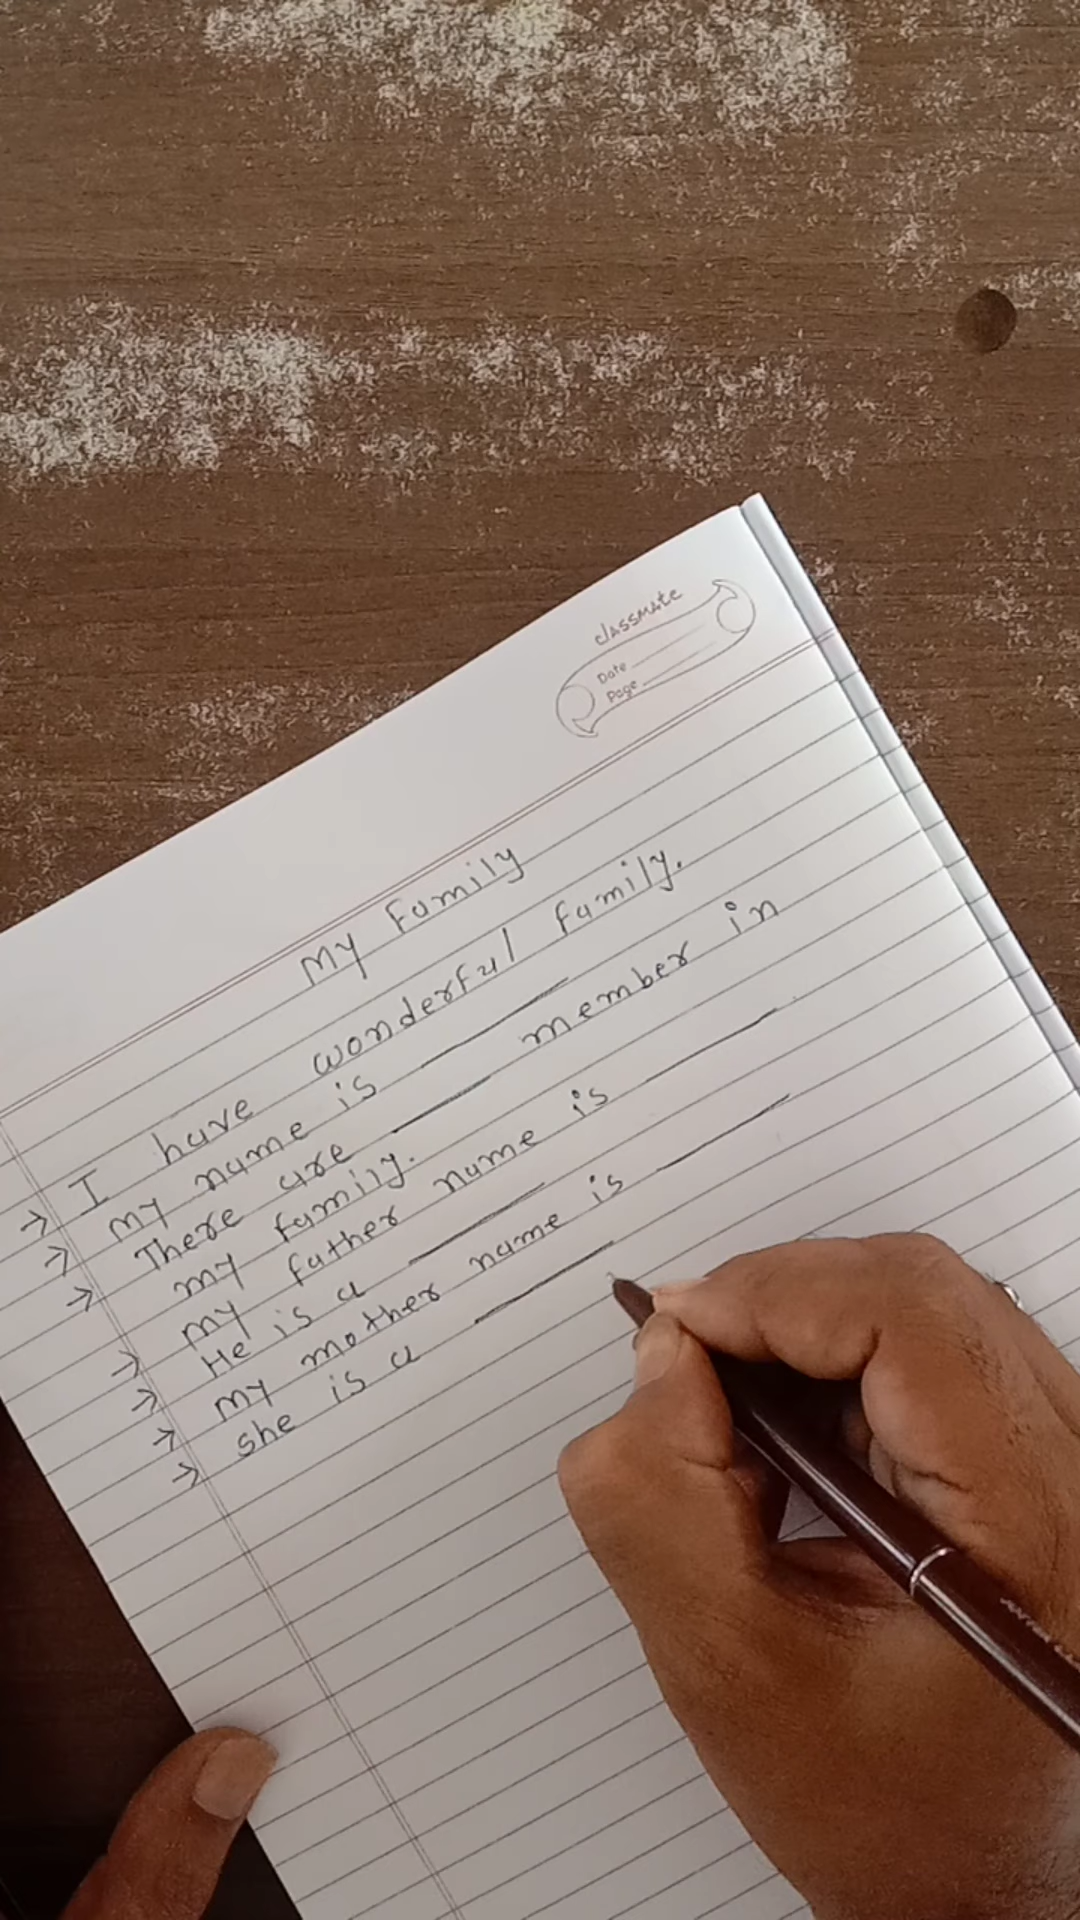 classmate
Date
Page
My Family
→ I have wonderful family.
→ my name is
→ There are member in
my family.
→ my father name is
→ He is a
→ my mother name is
→ she is a